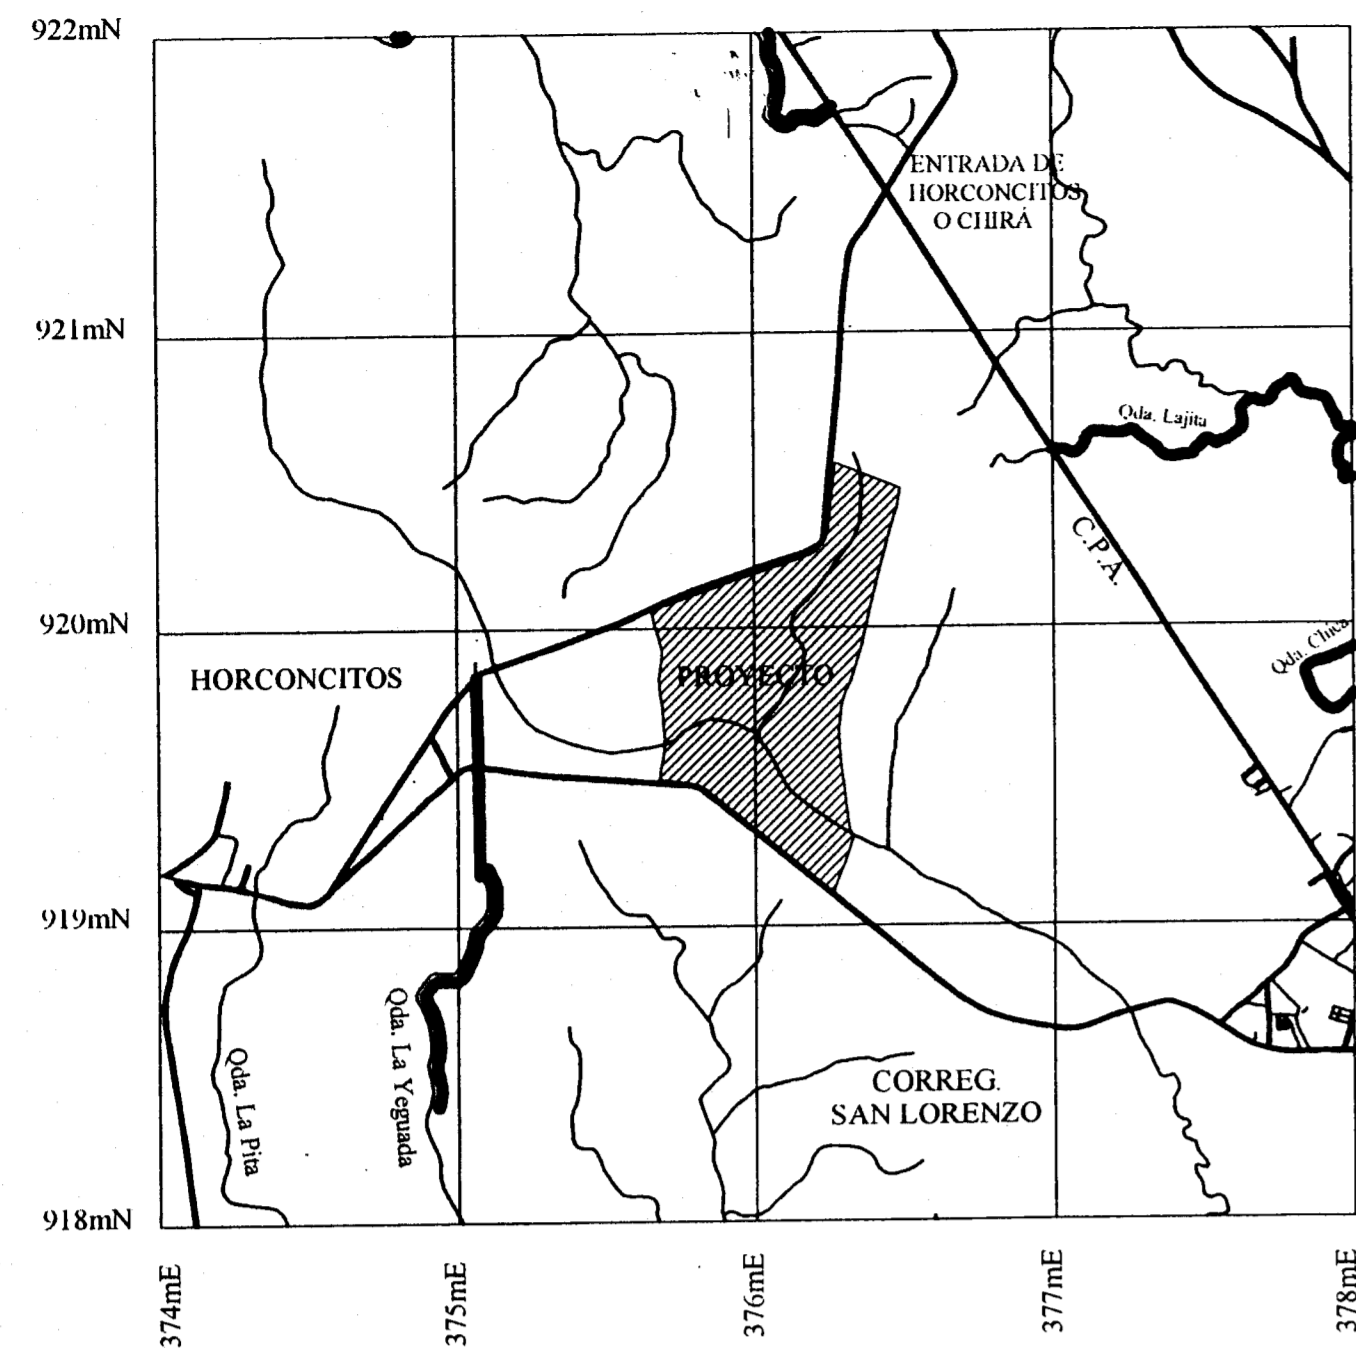 922mN
ENTRADA DE
HORCONCITOS
O CHIRÁ
921mN
Qda. Lajita
C.P.A.
920mN
Qda. Chica
HORCONCITOS
PROYECTO
919mN
Qda. La Yeguada
Qda. La Pita
CORREG.
SAN LORENZO
918mN
374mE
375mE
376mE
377mE
378mE